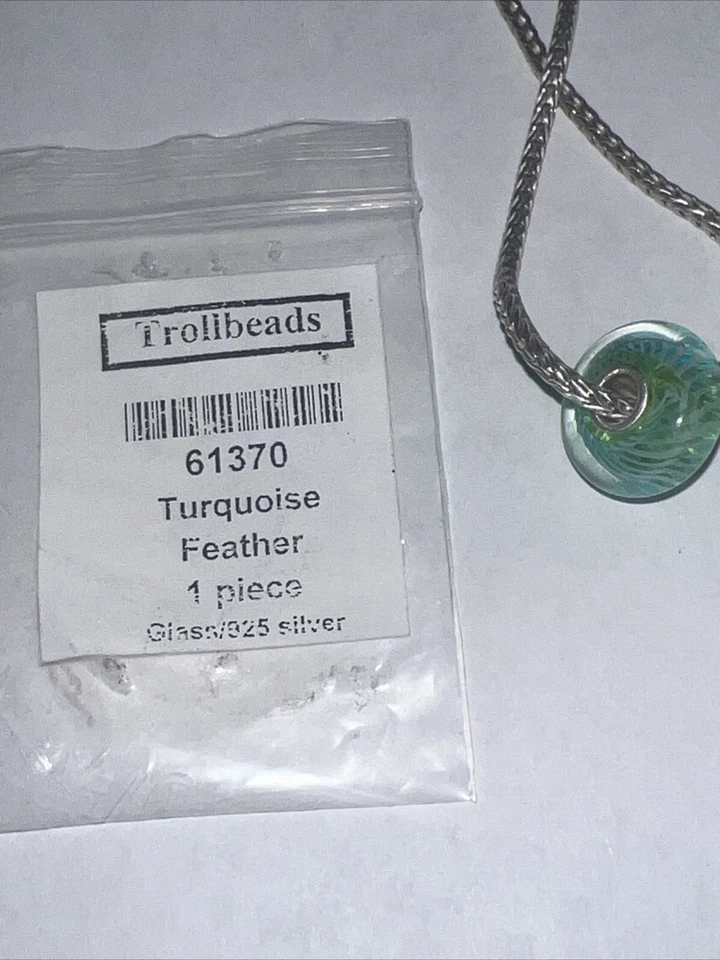 Trollbeads
61370
Turquoise
Feather
1 piece
Glass/925 silver